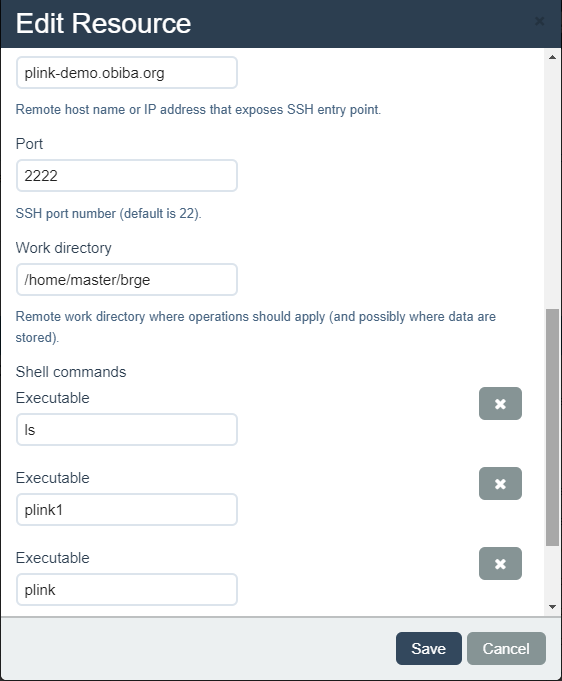 Edit Resource
plink-demo.obiba.org
Remote host name or IP address that exposes SSH entry point.
Port
2222
SSH port number (default is 22).
Work directory
/home/master/brge
Remote work directory where operations should apply (and possibly where data are
stored).
Shell commands
Executable
ls
Executable
plink1
Executable
plink
Save Cancel